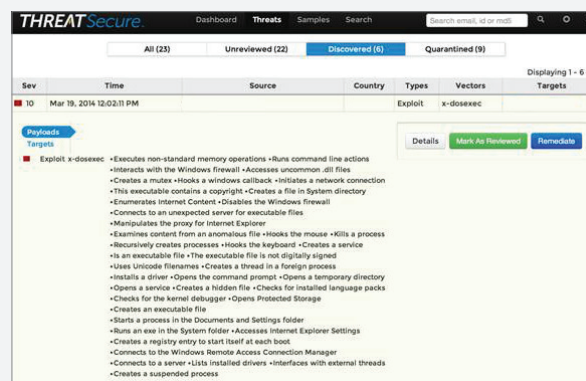 THREATSecure. Dashboard Threats Samples Search Search email, id or md5
All (23) Unreviewed (22) Discovered (6) Quarantined (9)
Displaying 1 - 6
Sev Time Source Country Types Vectors Targets
10 Mar 19, 2014 12:02:11 PM Exploit x-dosexec
Payloads
Targets
Details Mark As Reviewed Remediate
Exploit x-dosexec •Executes non-standard memory operations •Runs command line actions
•Interacts with the Windows firewall •Accesses uncommon .dll files
•Creates a mutex •Hooks a windows callback •Initiates a network connection
•This executable contains a copyright •Creates a file in System directory
•Enumerates Internet Content •Disables the Windows firewall
•Connects to an unexpected server for executable files
•Manipulates the proxy for Internet Explorer
•Examines content from an anomalous file •Hooks the mouse •Kills a process
•Recursively creates processes •Hooks the keyboard •Creates a service
•Is an executable file •The executable file is not digitally signed
•Uses Unicode filenames •Creates a thread in a foreign process
•Installs a driver •Opens the command prompt •Opens a temporary directory
•Opens a service •Creates a hidden file •Checks for installed language packs
•Checks for the kernel debugger •Opens Protected Storage
•Creates an executable file
•Starts a process in the Documents and Settings folder
•Runs an exe in the System folder •Accesses Internet Explorer Settings
•Creates a registry entry to start itself at each boot
•Connects to the Windows Remote Access Connection Manager
•Connects to a server •Lists installed drivers •Interfaces with external threads
•Creates a suspended process